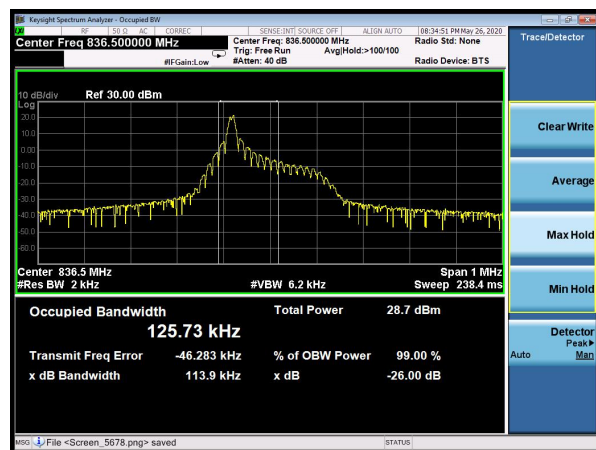 Keysight Spectrum Analyzer - Occupied BW
RF 50 Ω AC CORREC SENSE:INT SOURCE OFF ALIGN AUTO 08:34:51 PM May 26, 2020
Center Freq 836.500000 MHz
Center Freq: 836.500000 MHz Radio Std: None
Trig: Free Run Avg|Hold:>100/100
#IFGain:Low #Atten: 40 dB Radio Device: BTS
10 dB/div Ref 30.00 dBm
Log
20.0
10.0
0.00
-10.0
-20.0
-30.0
-40.0
-50.0
-60.0
Center 836.5 MHz Span 1 MHz
#Res BW 2 kHz #VBW 6.2 kHz Sweep 238.4 ms
Occupied Bandwidth Total Power 28.7 dBm
125.73 kHz
Transmit Freq Error -46.283 kHz % of OBW Power 99.00 %
x dB Bandwidth 113.9 kHz x dB -26.00 dB
MSG File <Screen_5678.png> saved STATUS
Trace/Detector
Clear Write
Average
Max Hold
Min Hold
Detector
Peak▶
Auto Man